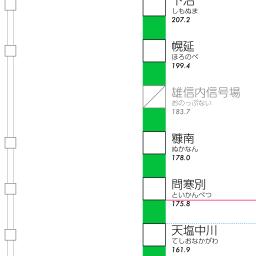 下沼
しもぬま
207.2
幌延
ほろのべ
199.4
雄信内信号場
おのっぷない
183.7
糠南
ぬかなん
178.0
問寒別
といかんべつ
175.8
天塩中川
てしおなかがわ
161.9